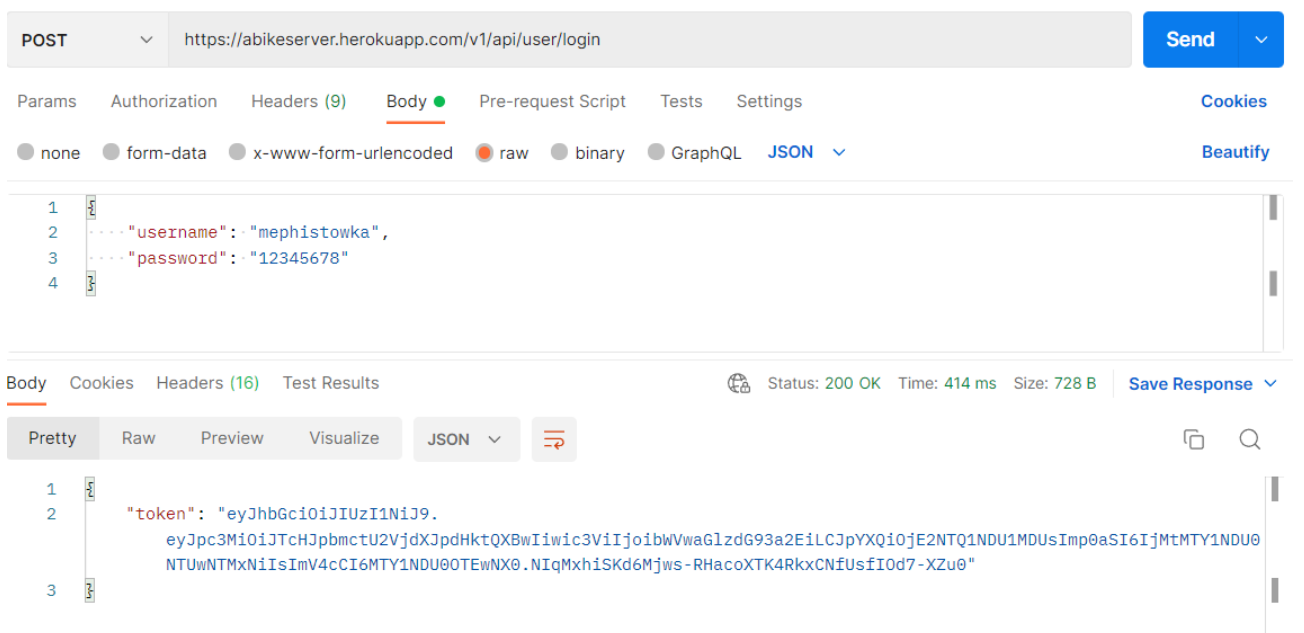 POST https://abikeserver.herokuapp.com/v1/api/user/login Send
Params Authorization Headers (9) Body Pre-request Script Tests Settings Cookies
none form-data x-www-form-urlencoded raw binary GraphQL JSON Beautify
1 {
2 "username": "mephistowka",
3 "password": "12345678"
4 }
Body Cookies Headers (16) Test Results Status: 200 OK Time: 414 ms Size: 728 B Save Response
Pretty Raw Preview Visualize JSON
1 {
2 "token": "eyJhbGciOiJIUzI1NiJ9.
eyJpc3MiOiJTcHJpbmctU2VjdXJpdHktQXBwIiwic3ViIjoibWVwaGlzdG93a2EiLCJpYXQiOjE2NTQ1NDU1MDUsImp0aSI6IjMtMTY1NDU0
NTUwNTMxNiIsImV4cCI6MTY1NDU0OTEwNX0.NIqMxhiSKd6Mjws-RHacoXTK4RkxCNfUsfIOd7-XZu0"
3 }